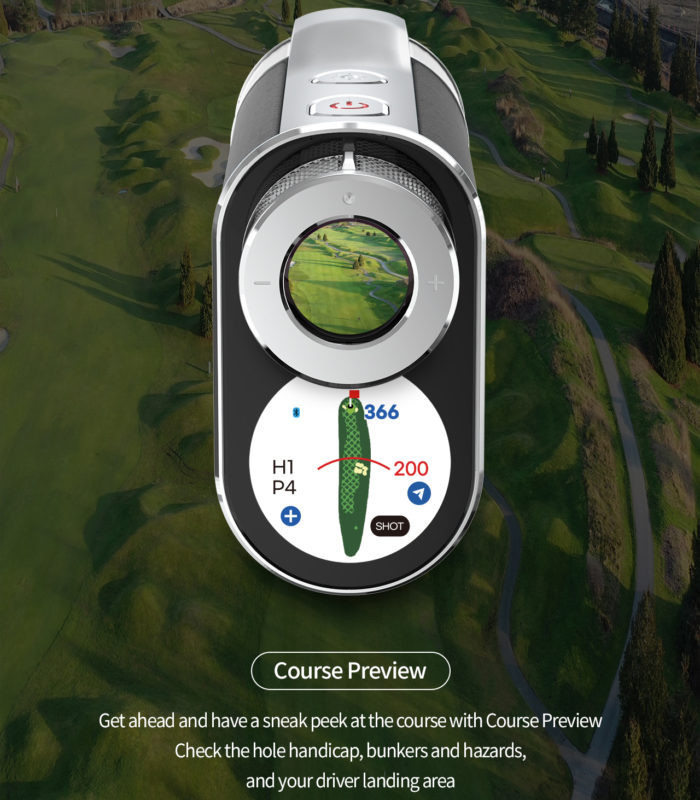 366
H1
200
P4
SHOT
Course Preview
Get ahead and have a sneak peek at the course with Course Preview
Check the hole handicap, bunkers and hazards,
and your driver landing area